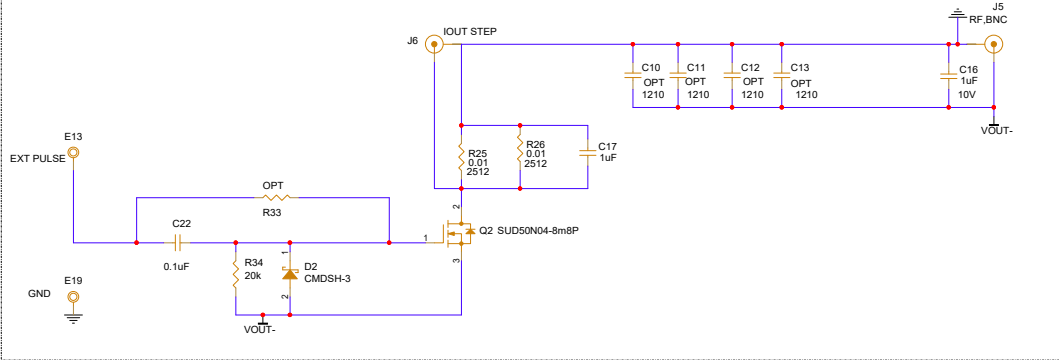 J5
RF,BNC
J6
IOUT STEP
C10
OPT
1210
C11
OPT
1210
C12
OPT
1210
C13
OPT
1210
C16
1uF
10V
VOUT-
E13
EXT PULSE
R25
0.01
2512
R26
0.01
2512
C17
1uF
OPT
R33
2
Q2 SUD50N04-8m8P
1
3
C22
0.1uF
R34
20k
1
D2
CMDSH-3
2
E19
GND
VOUT-